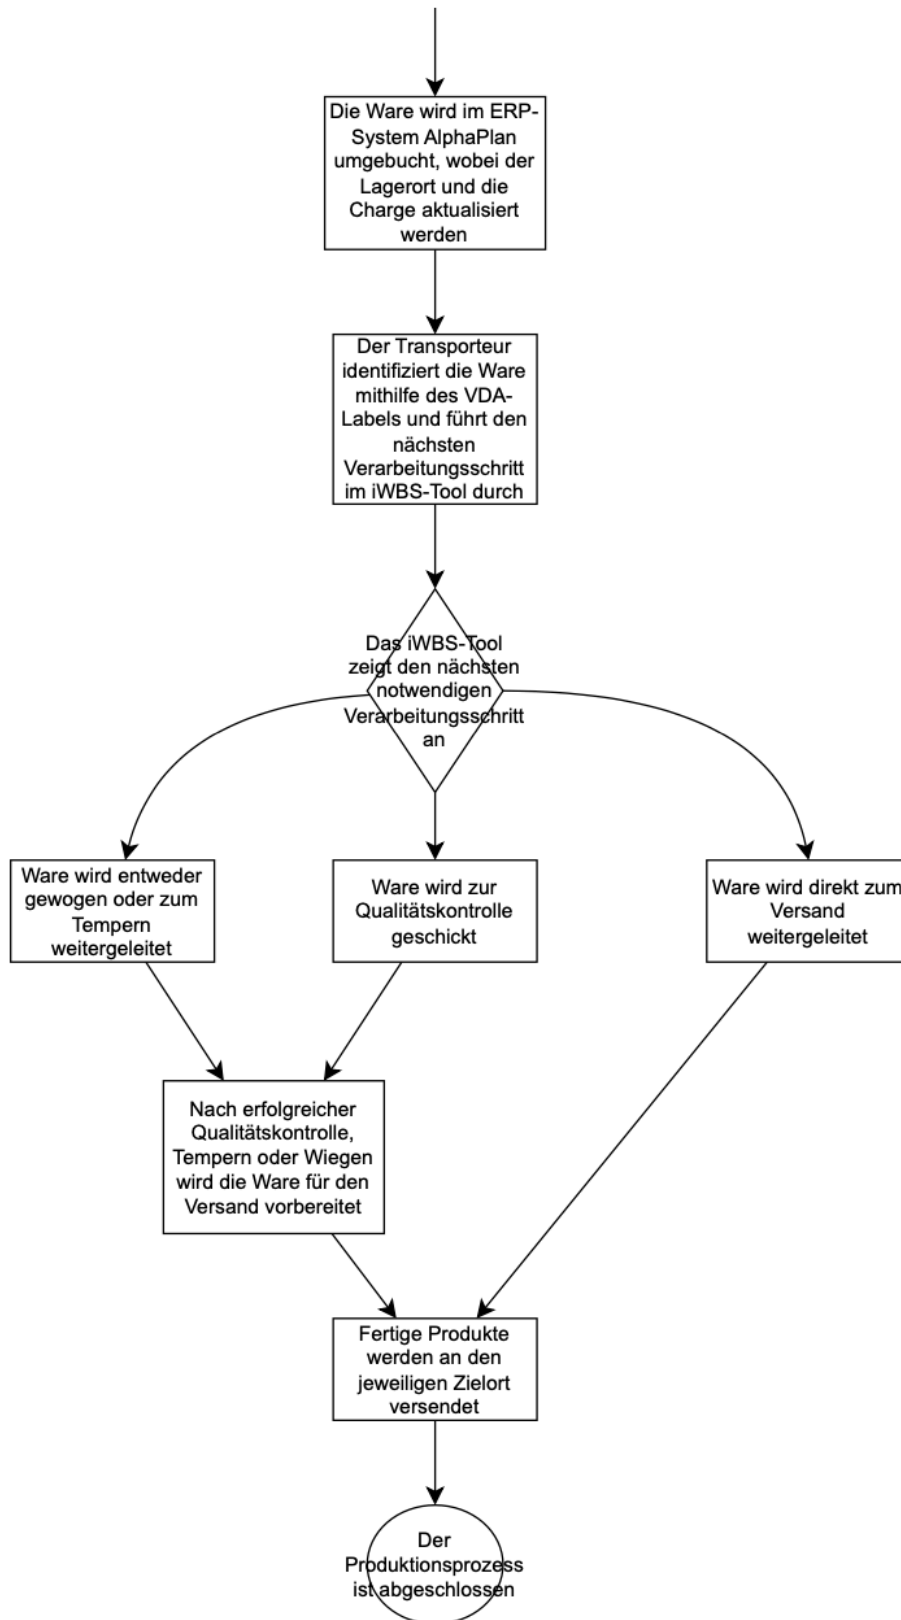 Die Ware wird im ERP-
System AlphaPlan
umgebucht, wobei der
Lagerort und die
Charge aktualisiert
werden
Der Transporteur
identifiziert die Ware
mithilfe des VDA-
Labels und führt den
nächsten
Verarbeitungsschritt
im iWBS-Tool durch
Das iWBS-Tool
zeigt den nächsten
notwendigen
Verarbeitungsschritt
an
Ware wird entweder
gewogen oder zum
Tempern
weitergeleitet
Ware wird zur
Qualitätskontrolle
geschickt
Ware wird direkt zum
Versand
weitergeleitet
Nach erfolgreicher
Qualitätskontrolle,
Tempern oder Wiegen
wird die Ware für den
Versand vorbereitet
Fertige Produkte
werden an den
jeweiligen Zielort
versendet
Der
Produktionsprozess
ist abgeschlossen